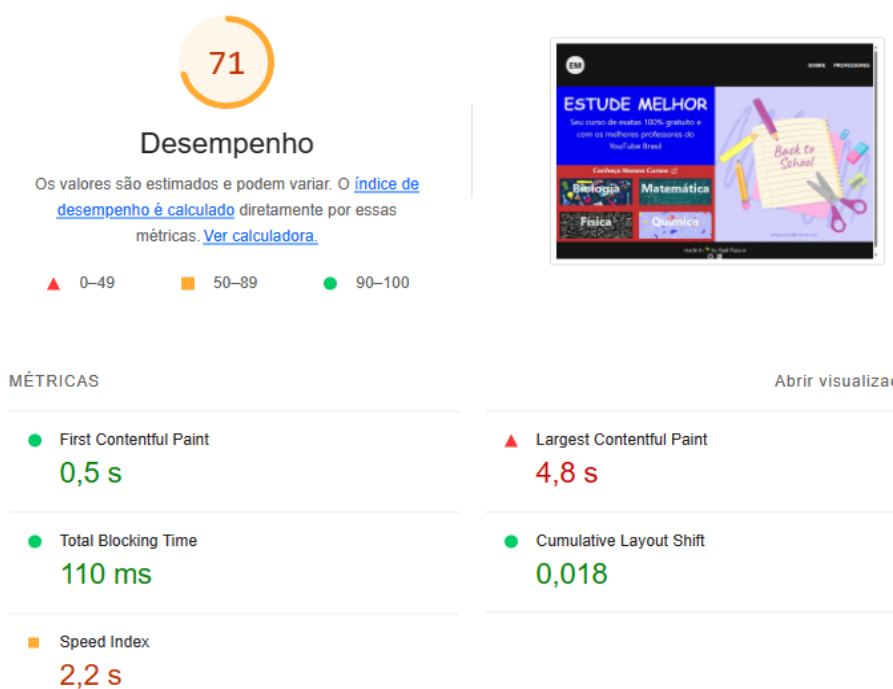 71
Desempenho
Os valores são estimados e podem variar. O índice de
desempenho é calculado diretamente por essas
métricas. Ver calculadora.
0–49
50–89
90–100
EM
SOBRE PROFESSORES
ESTUDE MELHOR
Seu curso de exatas 100% gratuito e
com os melhores professores do
YouTube Brasil
Conheça Nossos Cursos
Biologia
Matemática
Física
Química
Back to
School
MÉTRICAS
Abrir visualiza
First Contentful Paint
0,5 s
Largest Contentful Paint
4,8 s
Total Blocking Time
110 ms
Cumulative Layout Shift
0,018
Speed Index
2,2 s